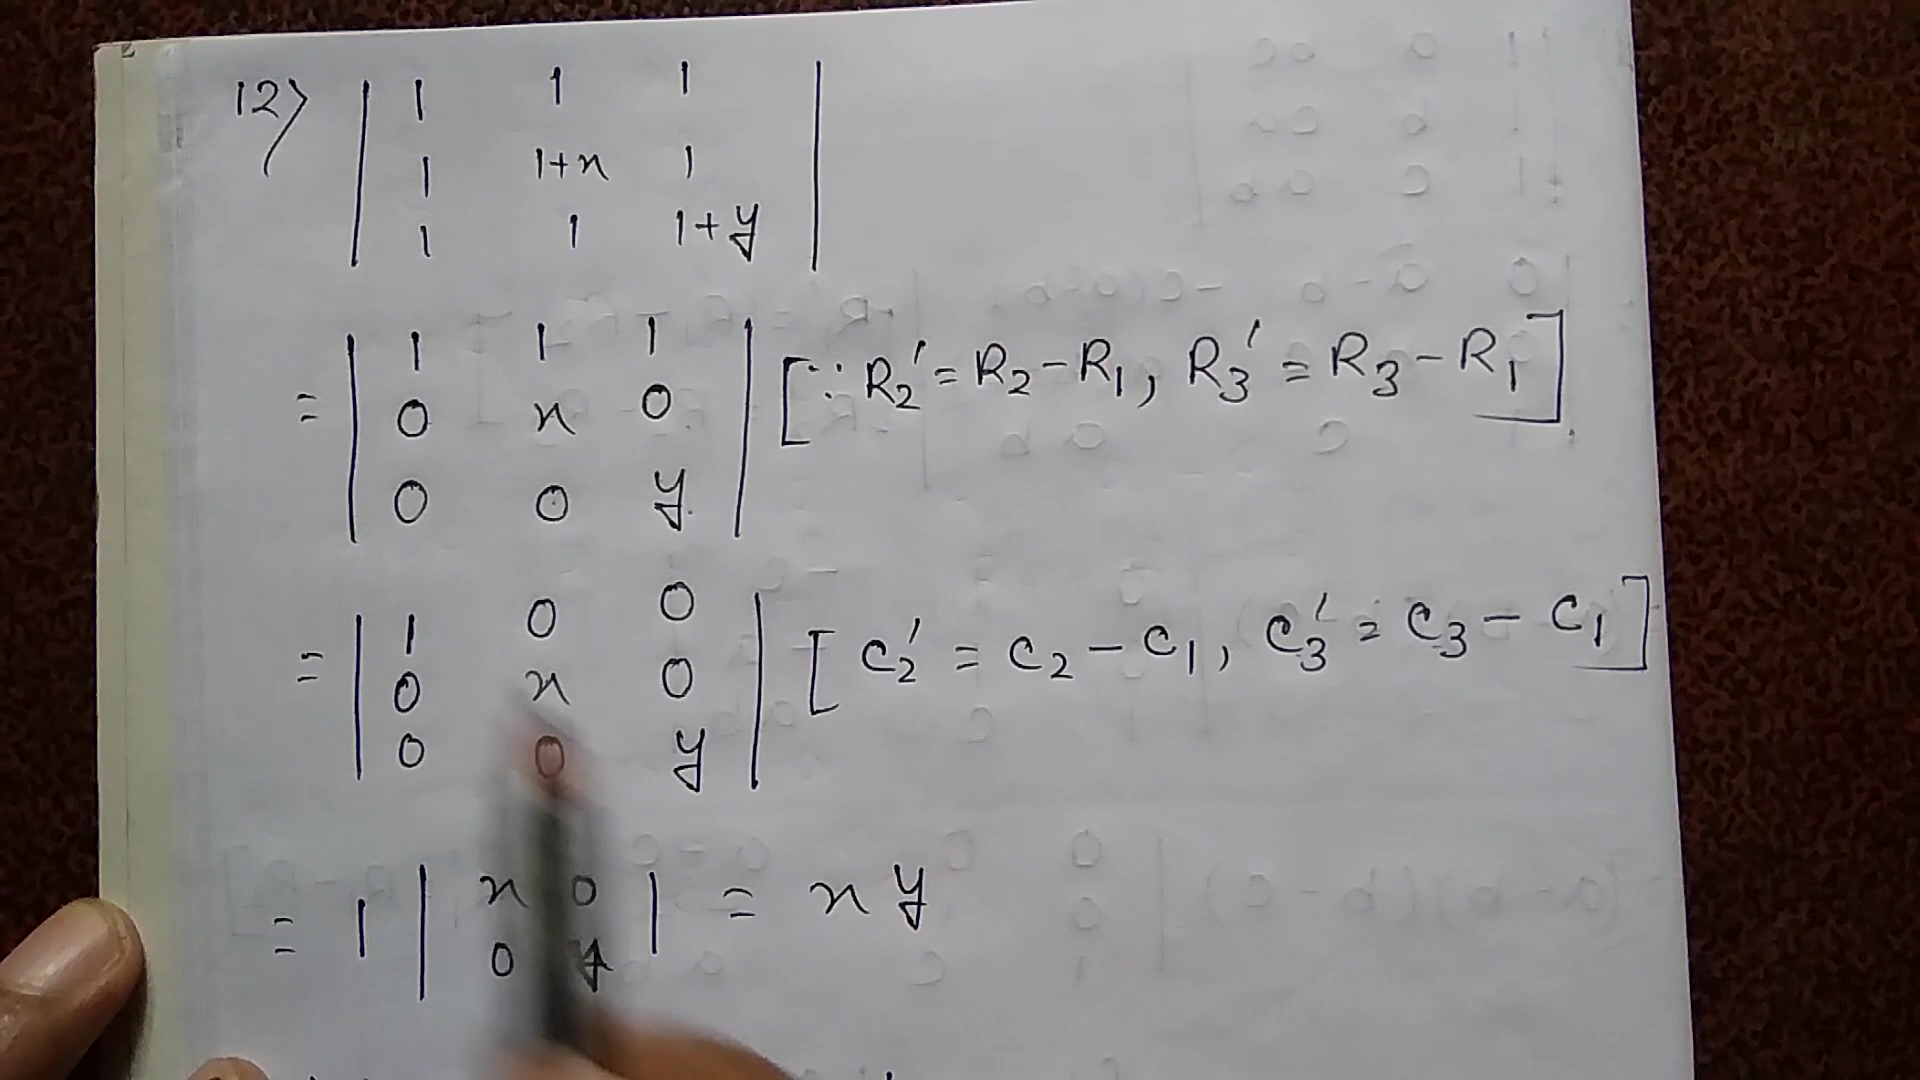 12) | 1 1 1 |
| 1 1+x 1 |
| 1 1 1+y |
= | 1 1 1 | [∵ R₂' = R₂ - R₁, R₃' = R₃ - R₁]
| 0 x 0 |
| 0 0 y |
= | 1 0 0 | [C₂' = C₂ - C₁, C₃' = C₃ - C₁]
| 0 x 0 |
| 0 0 y |
= 1 | x 0 | = xy
| 0 y |